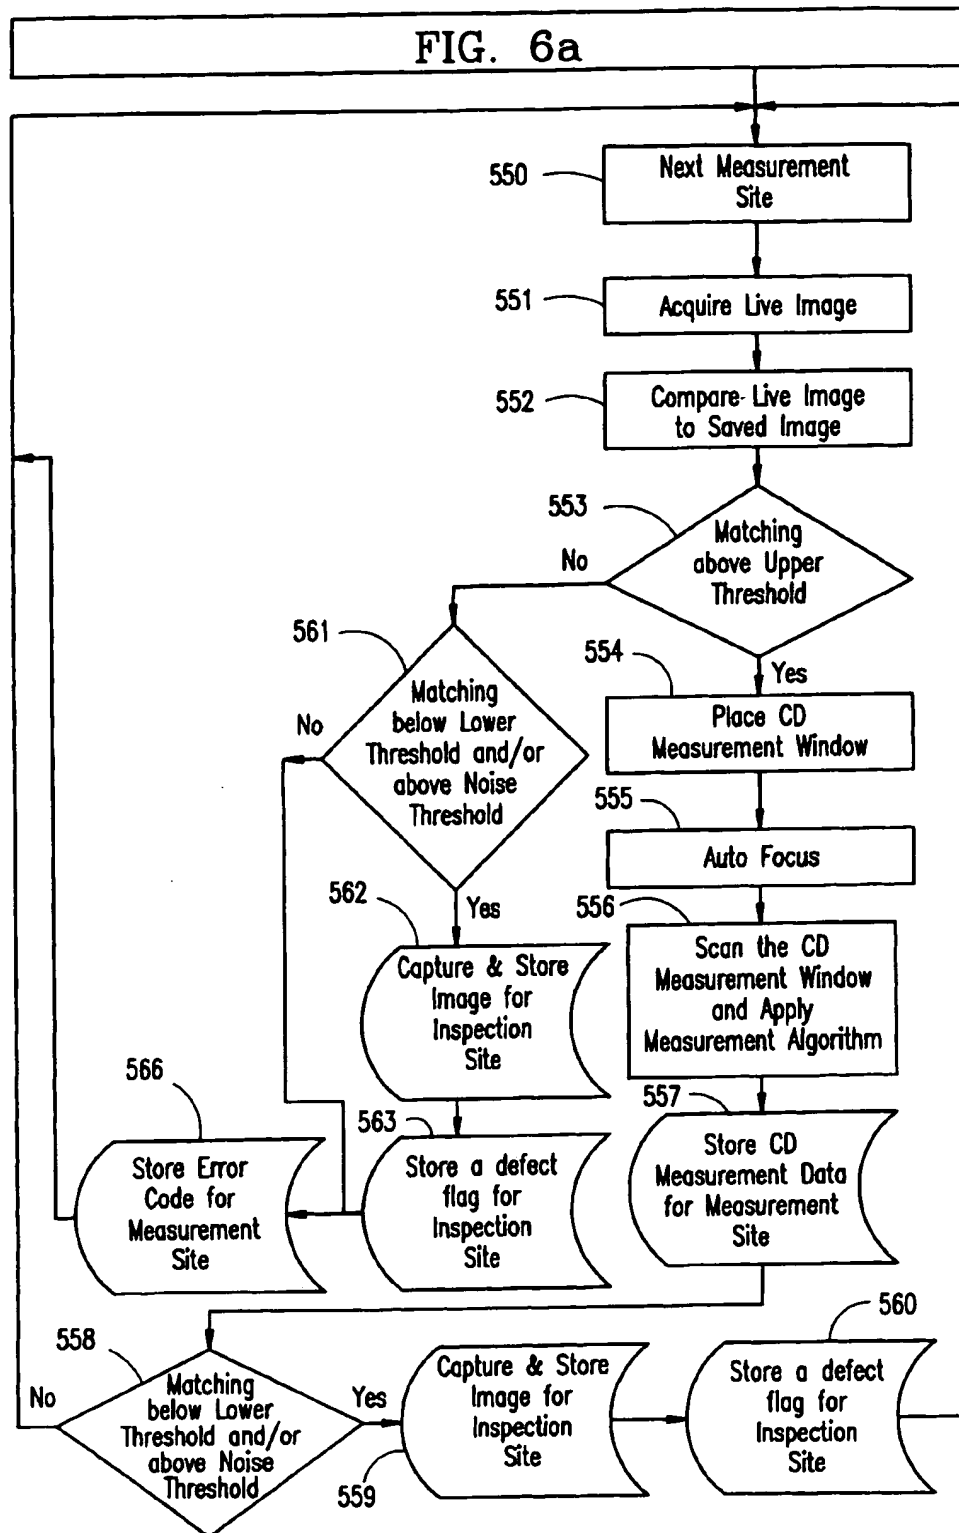 FIG. 6a
550
Next Measurement
Site
551
Acquire Live Image
552
Compare Live Image
to Saved Image
553
Matching
above Upper
Threshold
No
Yes
561
Matching
below Lower
Threshold and/or
above Noise
Threshold
No
Yes
554
Place CD
Measurement Window
555
Auto Focus
556
Scan the CD
Measurement Window
and Apply
Measurement Algorithm
562
Capture & Store
Image for
Inspection
Site
557
Store CD
Measurement Data
for Measurement
Site
563
Store a defect
flag for
Inspection
Site
566
Store Error
Code for
Measurement
Site
558
Matching
below Lower
Threshold and/or
above Noise
Threshold
No
Yes
559
Capture & Store
Image for
Inspection
Site
560
Store a defect
flag for
Inspection
Site